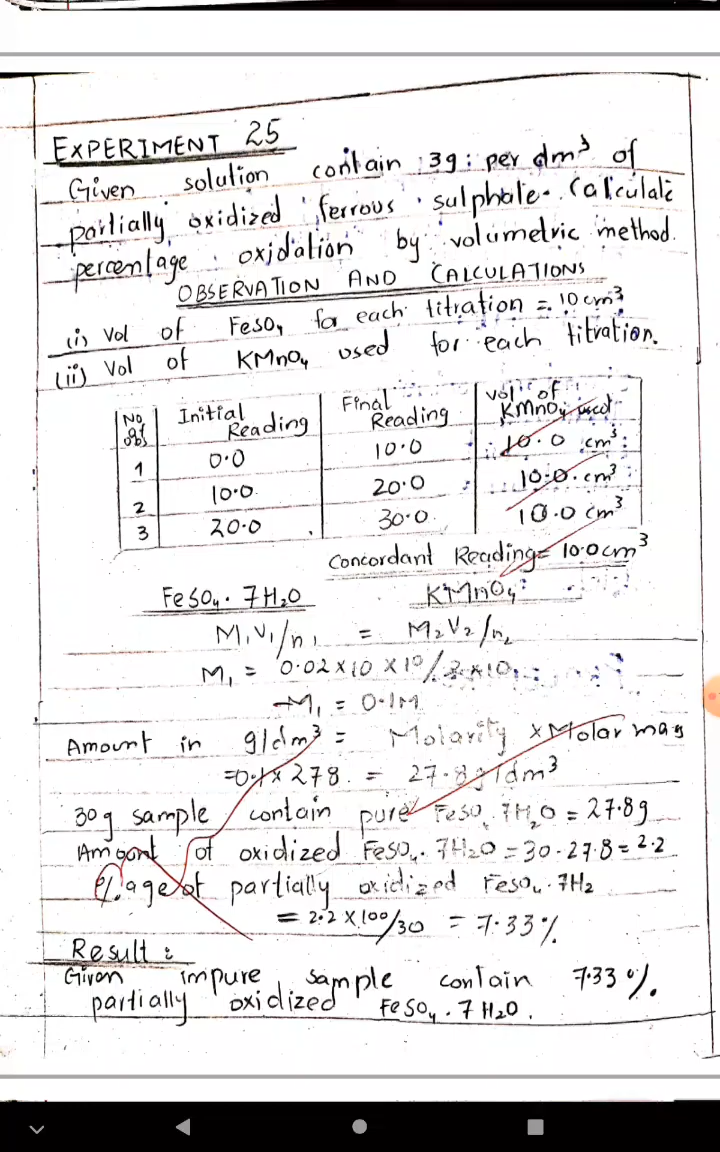 EXPERIMENT 25
Given solution contain 3g per dm³ of
partially oxidized ferrous sulphate. Calculate
percentage oxidation by volumetric method.
OBSERVATION AND CALCULATIONS
(i) Vol of FeSO₄ for each titration = 10 cm³
(ii) Vol of KMnO₄ used for each titration.
No of obs Initial Reading Final Reading Vol of KMnO₄ used
1 0.0 10.0 10.0 cm³
2 10.0 20.0 10.0 cm³
3 20.0 30.0 10.0 cm³
Concordant Reading = 10.0 cm³
FeSO₄. 7H₂O KMnO₄
M₁V₁/n₁ = M₂V₂/n₂
M₁ = 0.02 x 10 x 10/2 x 10
M₁ = 0.1M
Amount in g/dm³ = Molarity x Molar mass
=0.1 x 278 = 27.8g/dm³
30g sample contain pure FeSO₄ 7H₂O = 27.8g
Amount of oxidized FeSO₄. 7H₂O = 30-27.8 = 2.2
%age of partially oxidized FeSO₄. 7H₂
= 2.2 x 100/30 = 7.33%
Result :
Given impure sample contain 7.33 %.
partially oxidized FeSO₄. 7H₂O.